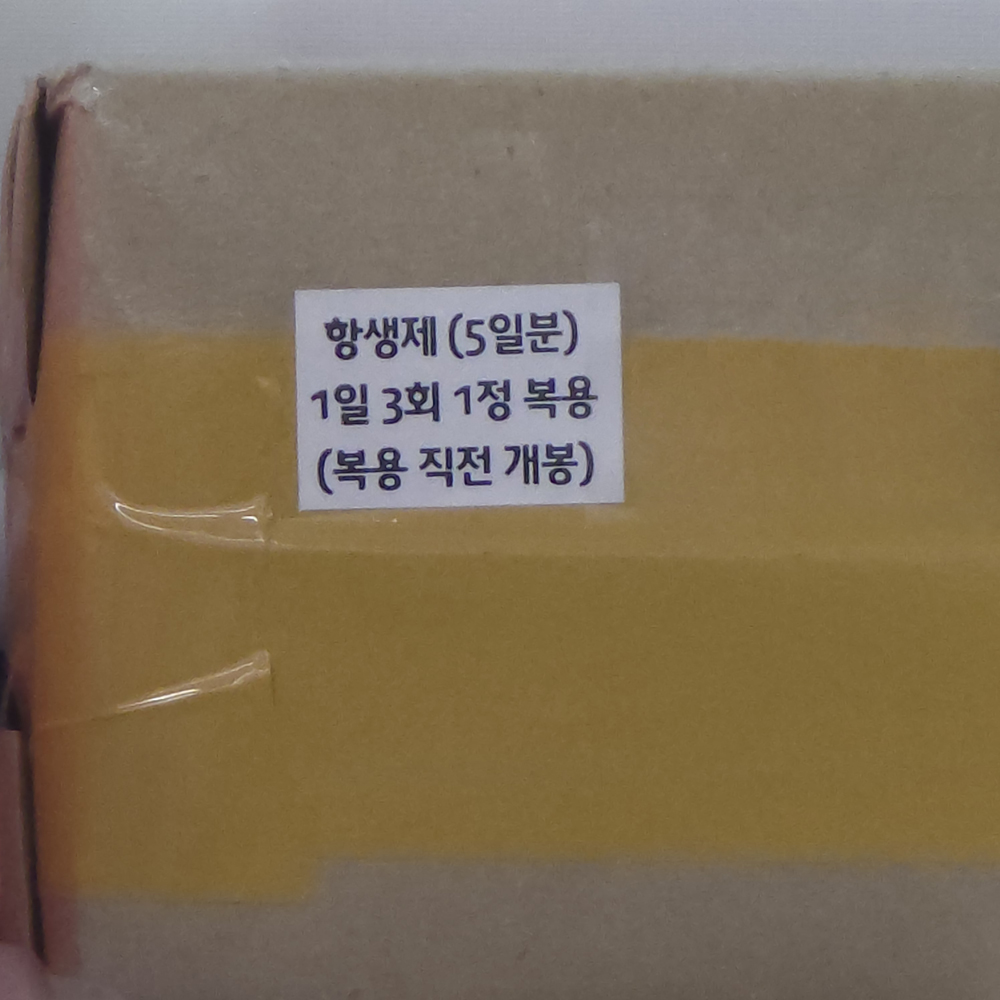 항생제 (5일분)
1일 3회 1정 복용
(복용 직전 개봉)